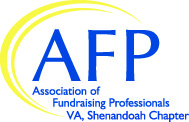 AFP
Association of
Fundraising Professionals
VA, Shenandoah Chapter